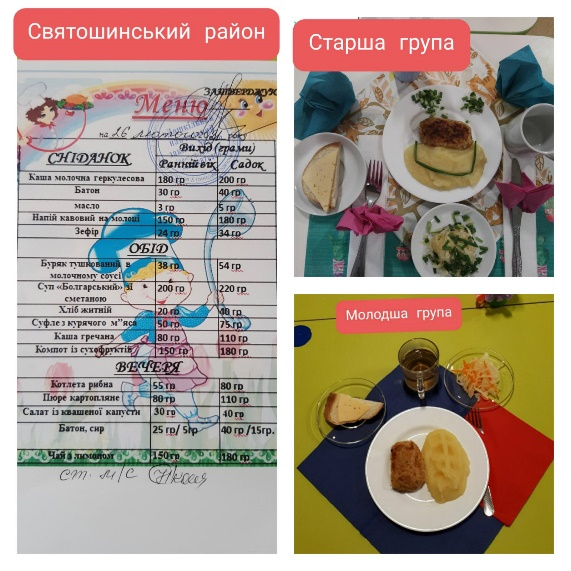 Святошинський район
ЗАТВЕРДЖУЮ
Меню
на 26 лютого
Вихуд (грами)
СНІДАНОК Ранній вік Садок
Каша молочна геркулесова 180 гр 200 гр
Батон 30 гр 40 гр
масло 3 гр 5 гр
Напій кавовий на молоці 150 гр 180 гр
Зефір 24 гр 34 гр
ОБІД
Буряк тушкований в 38 гр 54 гр
молочному соусі
Суп «Болгарський» зі 200 гр 220 гр
сметаною
Хліб житній 20 гр 40 гр
Суфле з курячого м"яса 50 гр 75 гр
Каша гречана 80 гр 110 гр
Компот із сухофруктів 150 гр 180 гр
ВЕЧЕРЯ
Котлета рибна 55 гр 80 гр
Пюре картопляне 80 гр 110 гр
Салат із квашеної капусти 30 гр 40 гр
Батон, сир 25 гр/ 5гр 40 гр /15гр.
Чай з лимоном 150 гр 180 гр
ст. м/с
Старша група
Молодша група